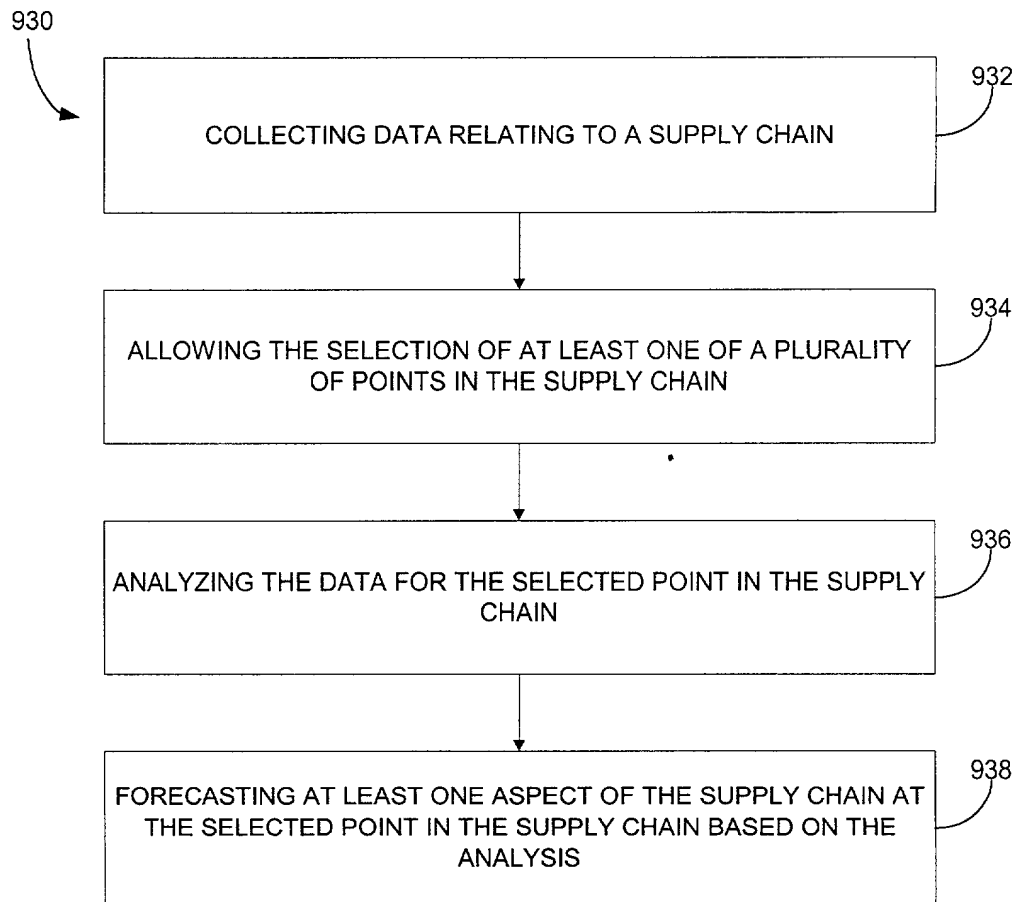 930
932
COLLECTING DATA RELATING TO A SUPPLY CHAIN
934
ALLOWING THE SELECTION OF AT LEAST ONE OF A PLURALITY
OF POINTS IN THE SUPPLY CHAIN
936
ANALYZING THE DATA FOR THE SELECTED POINT IN THE SUPPLY
CHAIN
938
FORECASTING AT LEAST ONE ASPECT OF THE SUPPLY CHAIN AT
THE SELECTED POINT IN THE SUPPLY CHAIN BASED ON THE
ANALYSIS